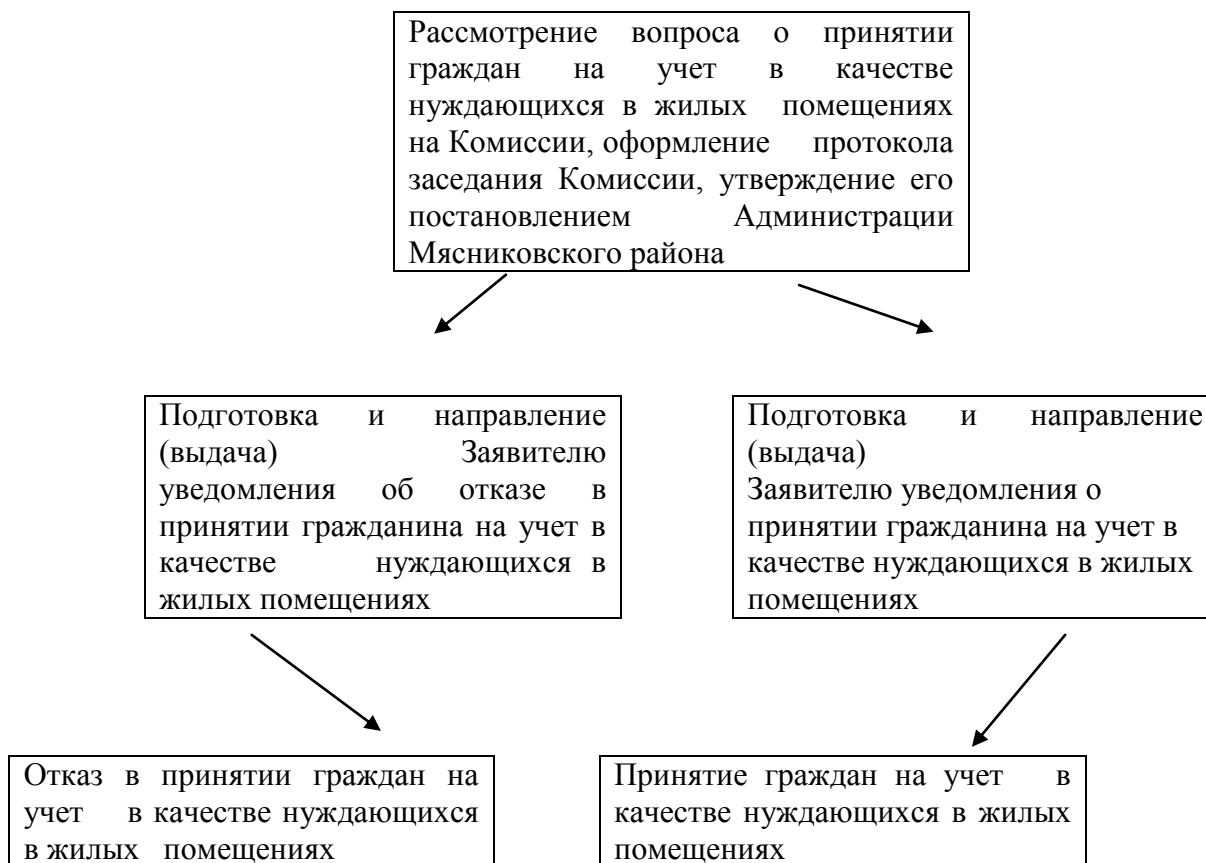 Рассмотрение вопроса о принятии
граждан на учет в качестве
нуждающихся в жилых помещениях
на Комиссии, оформление протокола
заседания Комиссии, утверждение его
постановлением Администрации
Мясниковского района
Подготовка и направление
(выдача) Заявителю
уведомления об отказе в
принятии гражданина на учет в
качестве нуждающихся в
жилых помещениях
Подготовка и направление
(выдача)
Заявителю уведомления о
принятии гражданина на учет в
качестве нуждающихся в жилых
помещениях
Отказ в принятии граждан на
учет в качестве нуждающихся
в жилых помещениях
Принятие граждан на учет в
качестве нуждающихся в жилых
помещениях